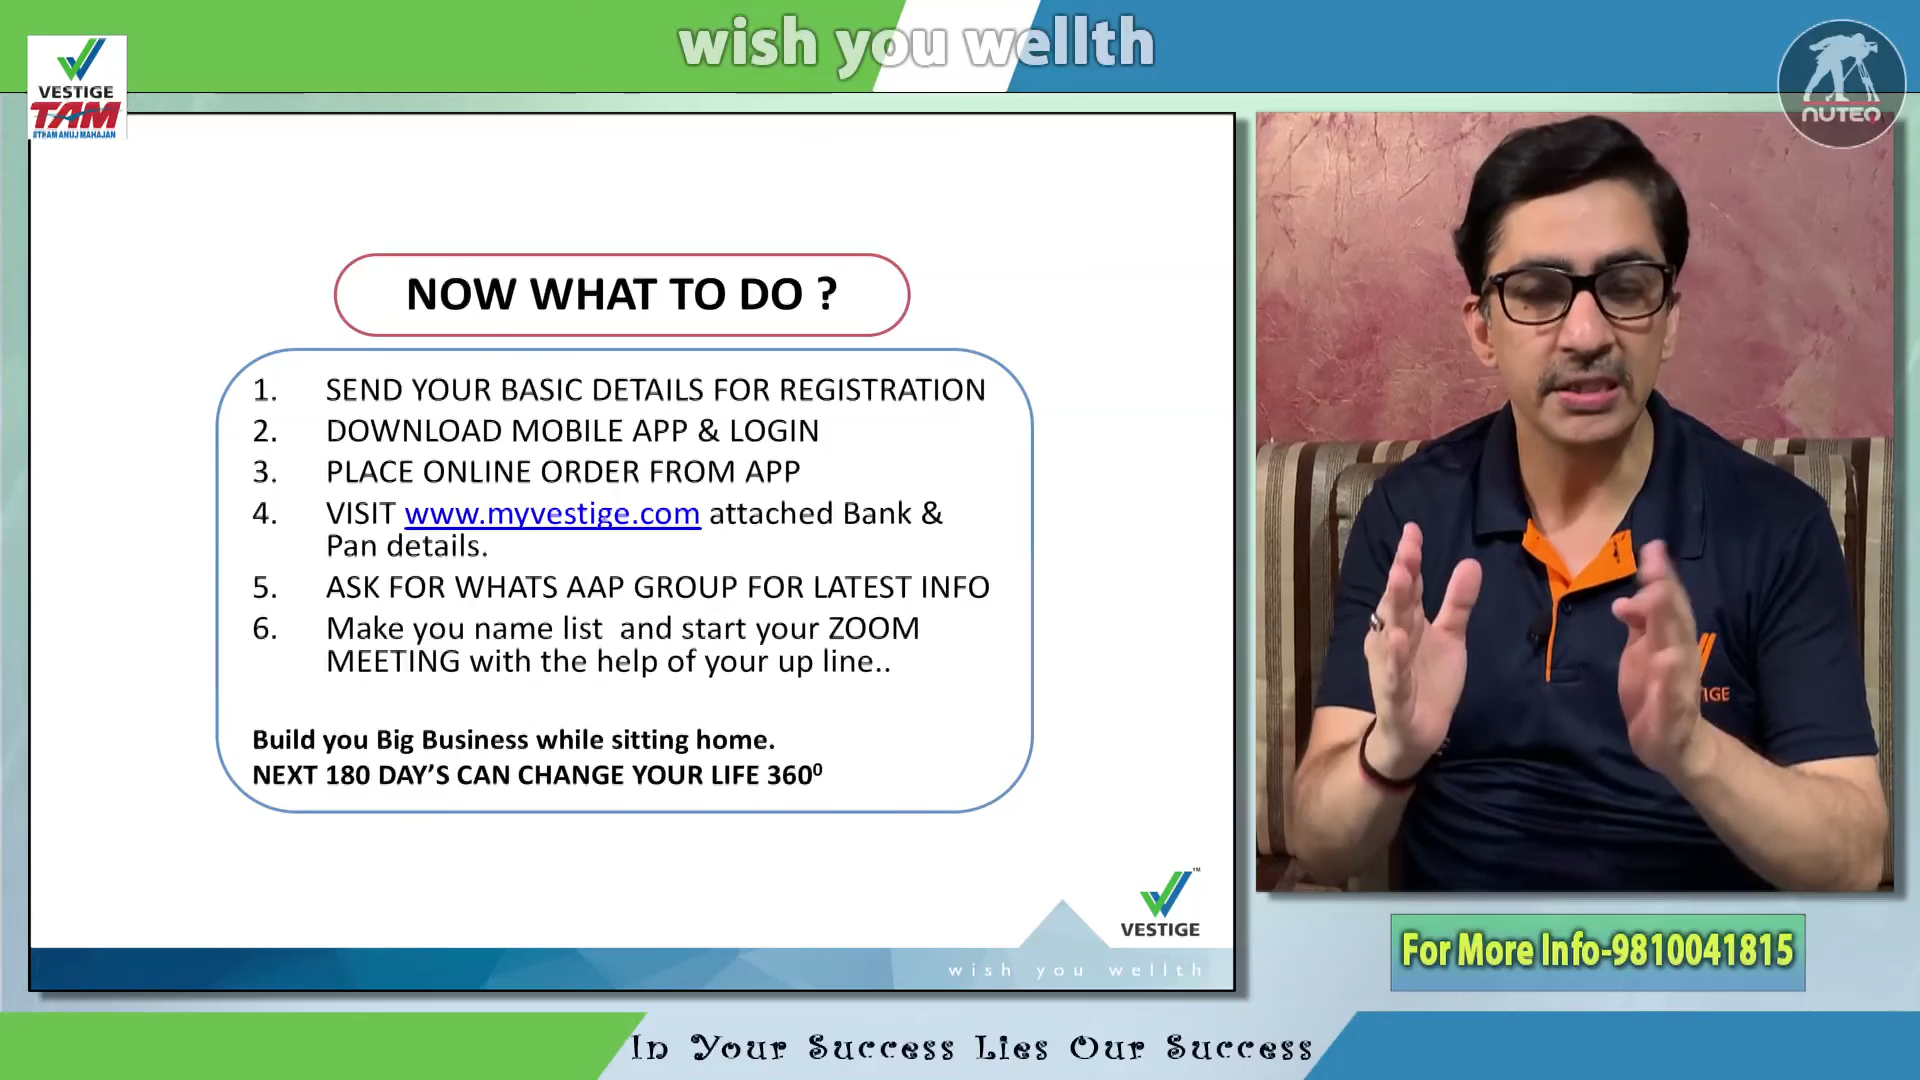 wish you wellth
VESTIGE
TAM
#TEAM ANUJ MAHAJAN
NUTEQ
NOW WHAT TO DO ?
1. SEND YOUR BASIC DETAILS FOR REGISTRATION
2. DOWNLOAD MOBILE APP & LOGIN
3. PLACE ONLINE ORDER FROM APP
4. VISIT www.myvestige.com attached Bank &
Pan details.
5. ASK FOR WHATS AAP GROUP FOR LATEST INFO
6. Make you name list and start your ZOOM
MEETING with the help of your up line..
Build you Big Business while sitting home.
NEXT 180 DAY'S CAN CHANGE YOUR LIFE 360⁰
TIGE
VESTIGE
TM
wish you wellth
For More Info-9810041815
In Your Success Lies Our Success